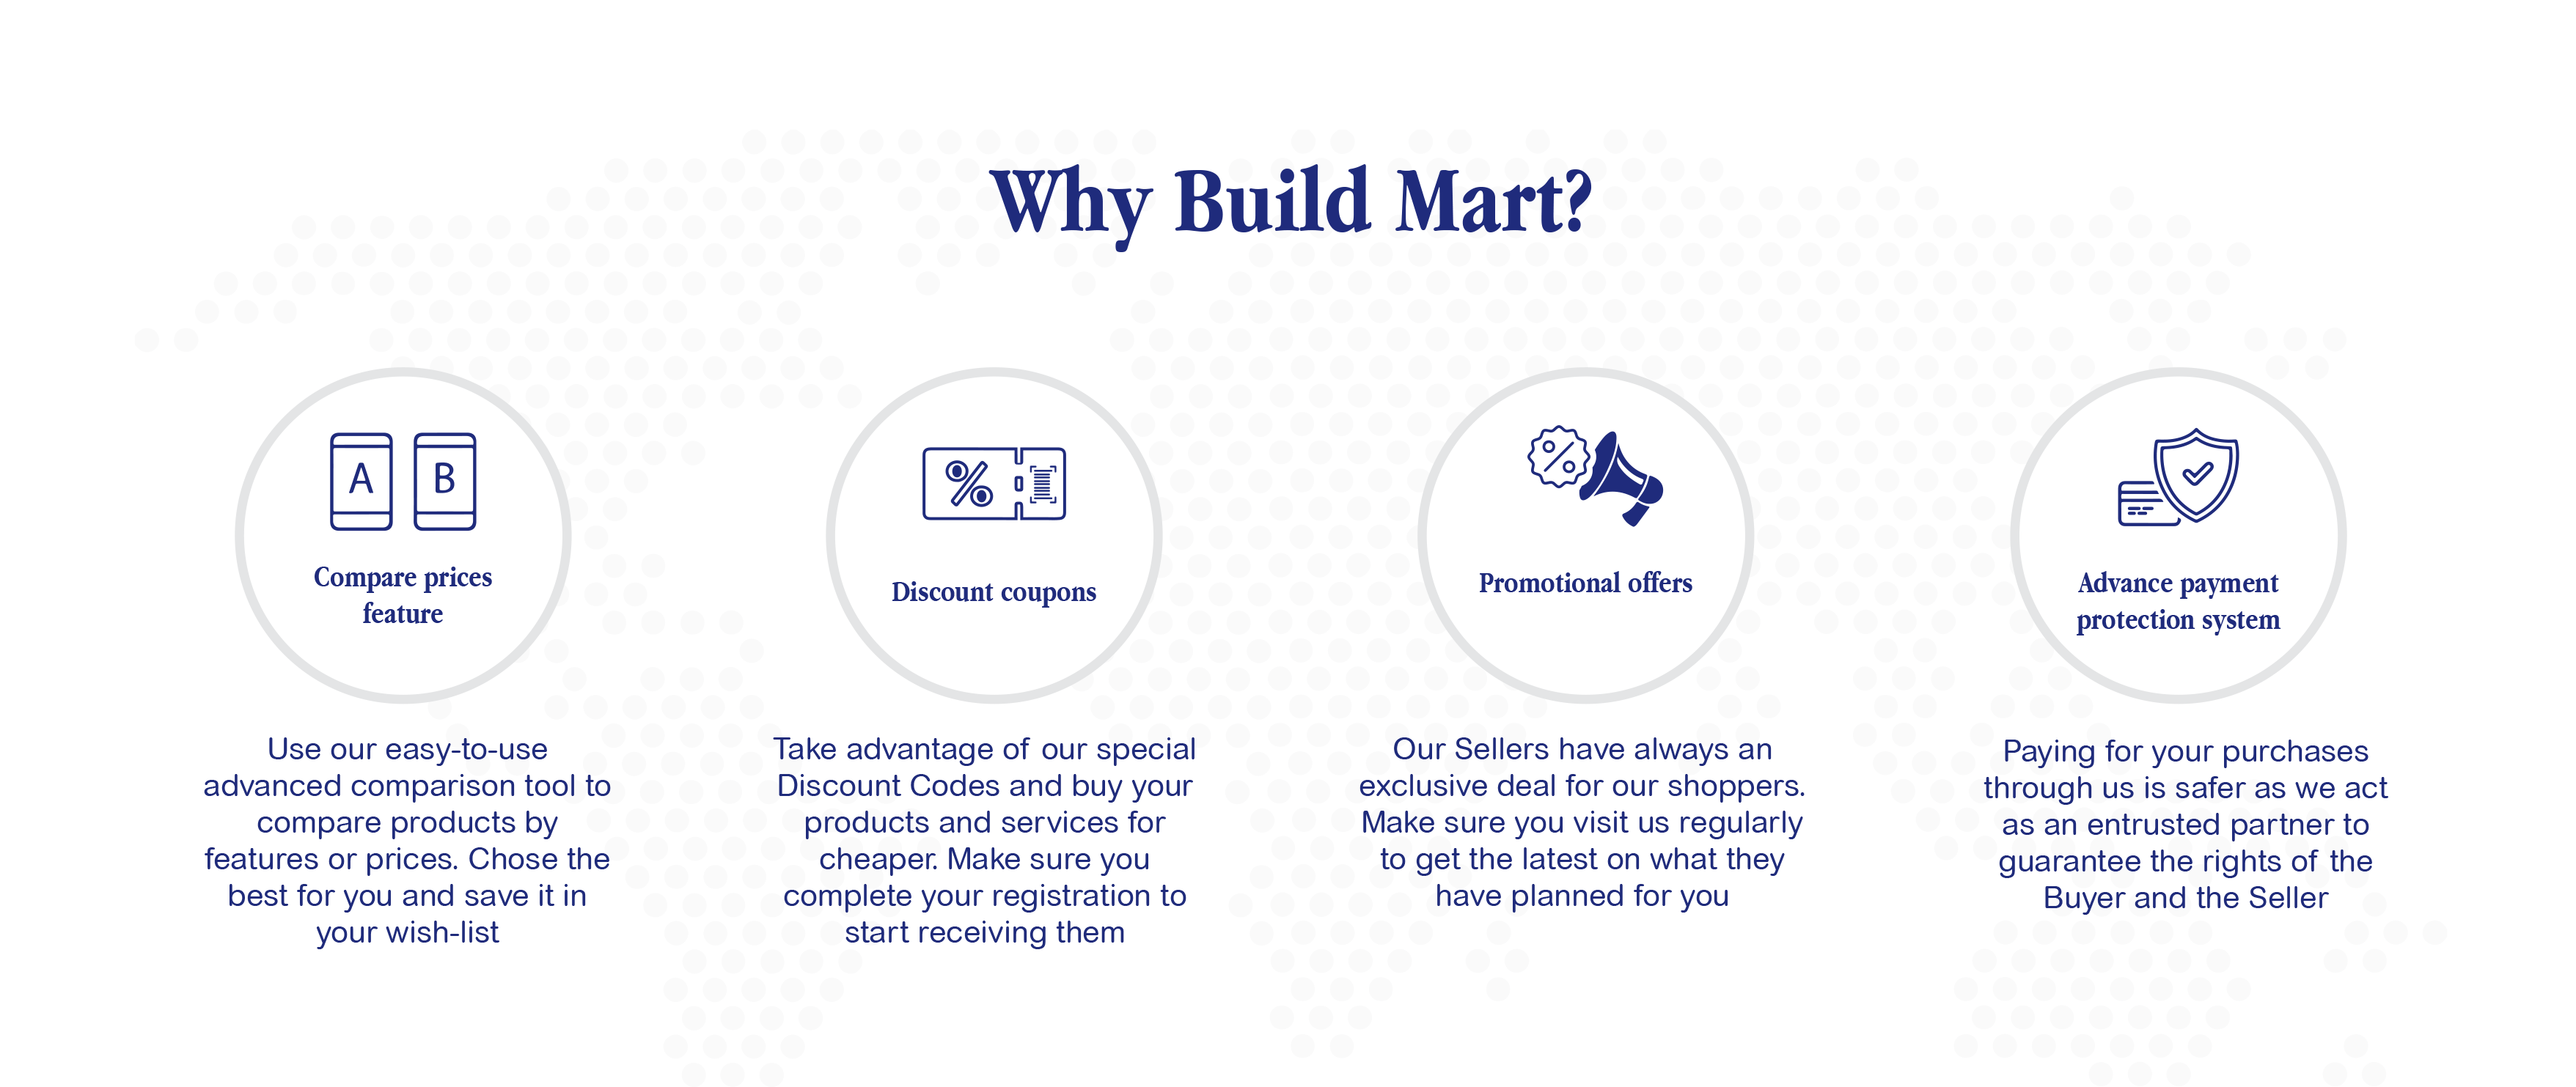 Why Build Mart?
A
B
Compare prices
feature
Use our easy-to-use
advanced comparison tool to
compare products by
features or prices. Chose the
best for you and save it in
your wish-list
%
Discount coupons
Take advantage of our special
Discount Codes and buy your
products and services for
cheaper. Make sure you
complete your registration to
start receiving them
%
Promotional offers
Our Sellers have always an
exclusive deal for our shoppers.
Make sure you visit us regularly
to get the latest on what they
have planned for you
Advance payment
protection system
Paying for your purchases
through us is safer as we act
as an entrusted partner to
guarantee the rights of the
Buyer and the Seller